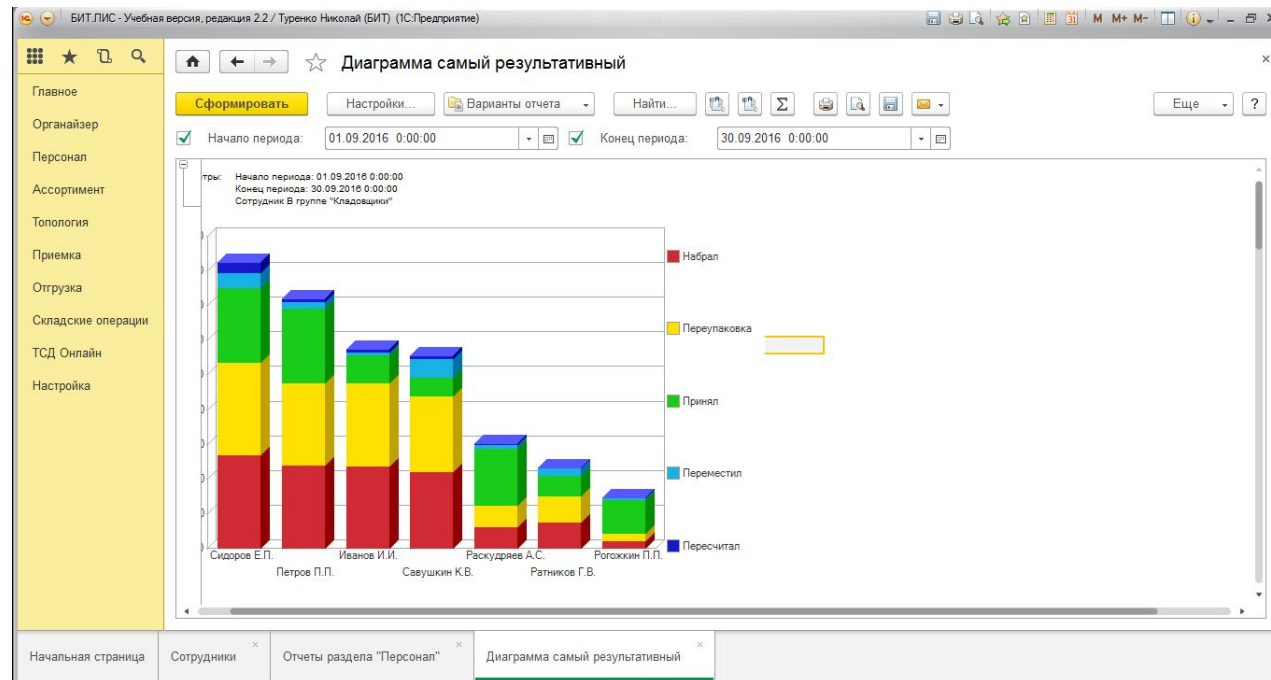 БИТ.ЛИС - Учебная версия, редакция 2.2 / Туренко Николай (БИТ) (1С:Предприятие)
M M+ M-
Диаграмма самый результативный
Главное
Органайзер
Персонал
Ассортимент
Топология
Приемка
Отгрузка
Складские операции
ТСД Онлайн
Настройка
Сформировать Настройки... Варианты отчета Найти... Σ Еще ?
Начало периода: 01.09.2016 0:00:00 Конец периода: 30.09.2016 0:00:00
тры: Начало периода: 01.09.2016 0:00:00
Конец периода: 30.09.2016 0:00:00
Сотрудник В группе "Кладовщики"
Набрал
Переупаковка
Принял
Переместил
Пересчитал
Сидоров Е.П. Иванов И.И. Раскудряев А.С. Рогожкин П.П.
Петров П.П. Савушкин К.В. Ратников Г.В.
Начальная страница Сотрудники Отчеты раздела "Персонал" Диаграмма самый результативный